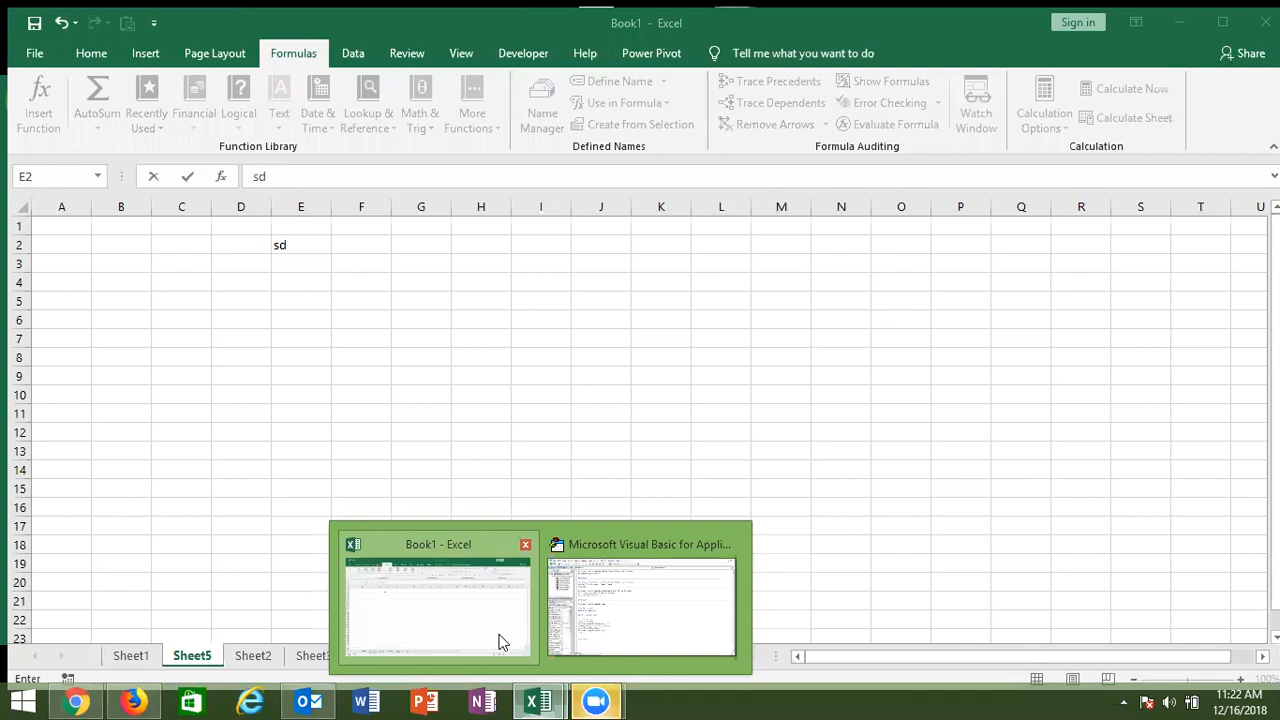 Book1 - Excel
Sign in
File Home Insert Page Layout Formulas Data Review View Developer Help Power Pivot Tell me what you want to do Share
Insert Function
AutoSum
Recently Used
Financial
Logical
Text
Date & Time
Lookup & Reference
Math & Trig
More Functions
Function Library
Name Manager
Define Name
Use in Formula
Create from Selection
Defined Names
Trace Precedents
Trace Dependents
Remove Arrows
Show Formulas
Error Checking
Evaluate Formula
Formula Auditing
Watch Window
Calculation Options
Calculate Now
Calculate Sheet
Calculation
E2 fx sd
A B C D E F G H I J K L M N O P Q R S T U
1
2 sd
3
4
5
6
7
8
9
10
11
12
13
14
15
16
17
18
19
20
21
22
23
Book1 - Excel
Microsoft Visual Basic for Appli...
Sheet1 Sheet5 Sheet2 Sheet3
Enter
100%
11:22 AM
12/16/2018